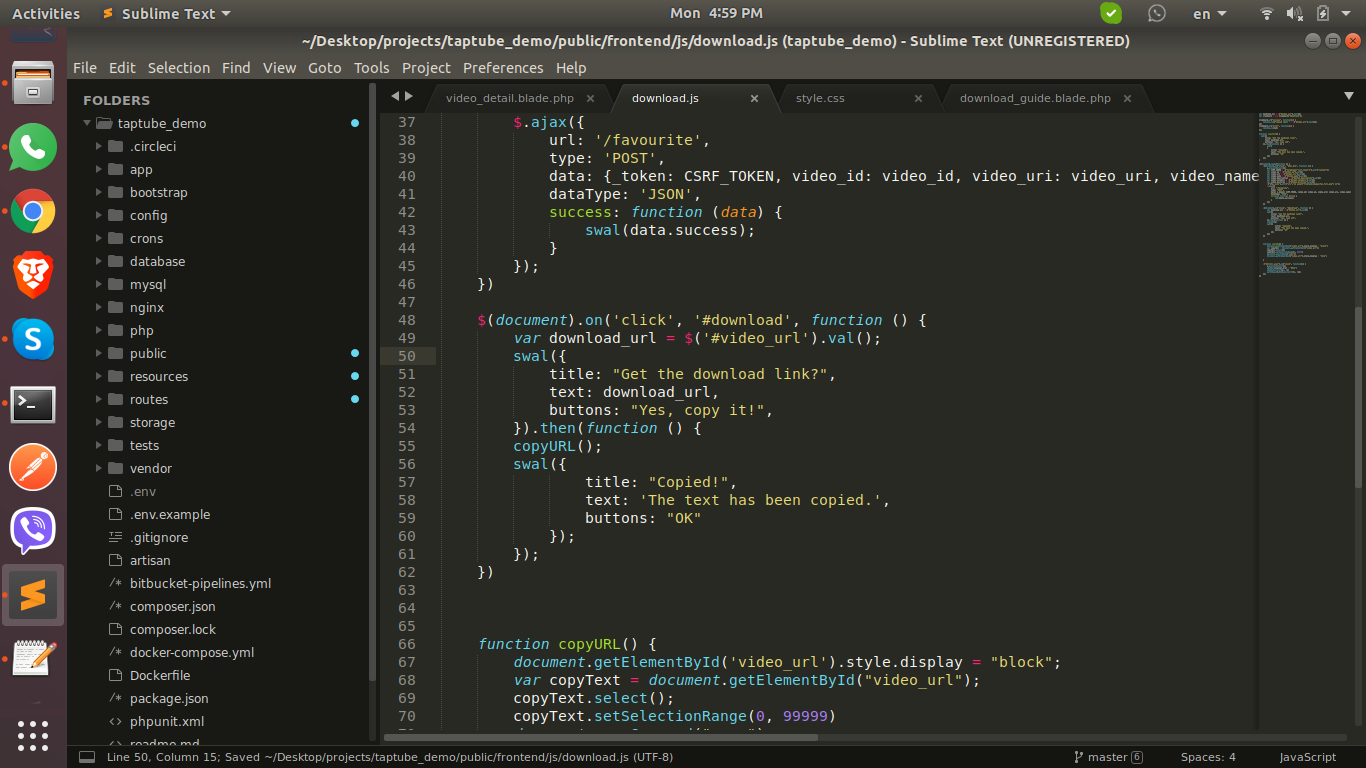 Activities Sublime Text Mon 4:59 PM en
~/Desktop/projects/taptube_demo/public/frontend/js/download.js (taptube_demo) - Sublime Text (UNREGISTERED)
File Edit Selection Find View Goto Tools Project Preferences Help
FOLDERS
taptube_demo
.circleci
app
bootstrap
config
crons
database
mysql
nginx
php
public
resources
routes
storage
tests
vendor
.env
.env.example
.gitignore
artisan
bitbucket-pipelines.yml
composer.json
composer.lock
docker-compose.yml
Dockerfile
package.json
phpunit.xml
readme.md
video_detail.blade.php download.js style.css download_guide.blade.php
37 $.ajax({
38 url: '/favourite',
39 type: 'POST',
40 data: {_token: CSRF_TOKEN, video_id: video_id, video_uri: video_uri, video_name
41 dataType: 'JSON',
42 success: function (data) {
43 swal(data.success);
44 }
45 });
46 })
47
48 $(document).on('click', '#download', function () {
49 var download_url = $('#video_url').val();
50 swal({
51 title: "Get the download link?",
52 text: download_url,
53 buttons: "Yes, copy it!",
54 }).then(function () {
55 copyURL();
56 swal({
57 title: "Copied!",
58 text: 'The text has been copied.',
59 buttons: "OK"
60 });
61 });
62 })
63
64
65
66 function copyURL() {
67 document.getElementById('video_url').style.display = "block";
68 var copyText = document.getElementById("video_url");
69 copyText.select();
70 copyText.setSelectionRange(0, 99999)
Line 50, Column 15; Saved ~/Desktop/projects/taptube_demo/public/frontend/js/download.js (UTF-8) master 6 Spaces: 4 JavaScript